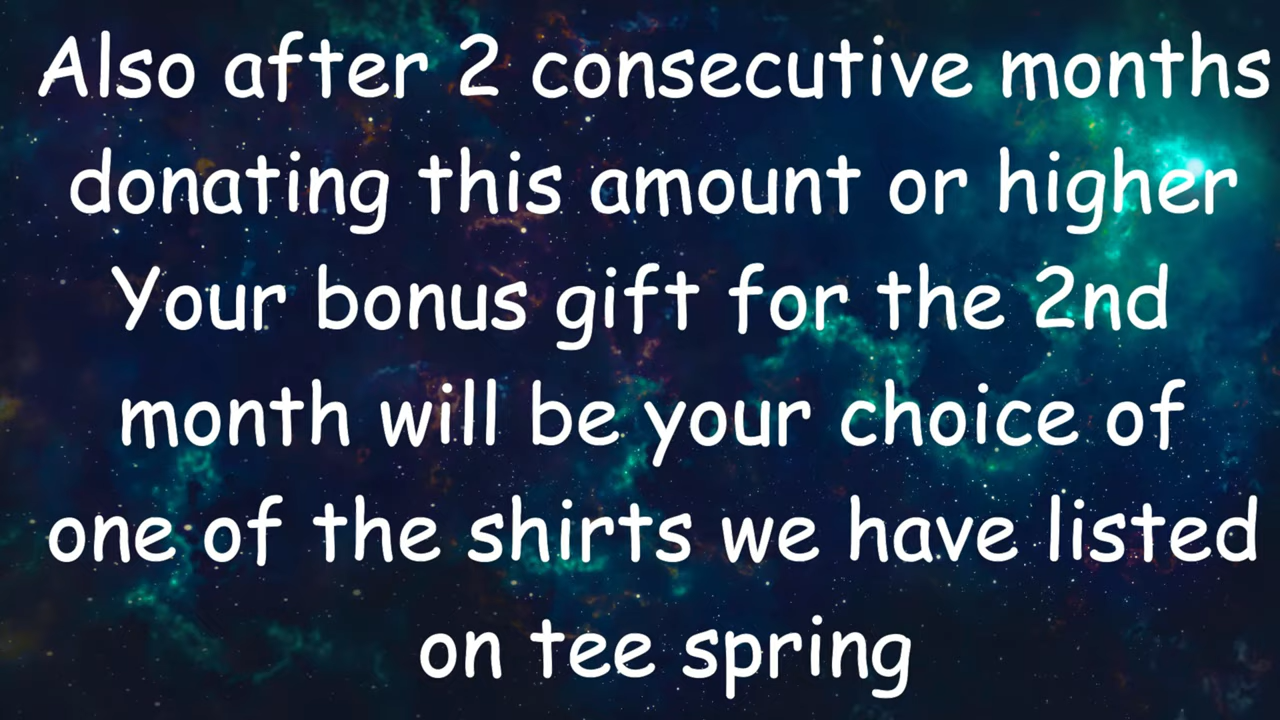 Also after 2 consecutive months
donating this amount or higher
Your bonus gift for the 2nd
month will be your choice of
one of the shirts we have listed
on tee spring